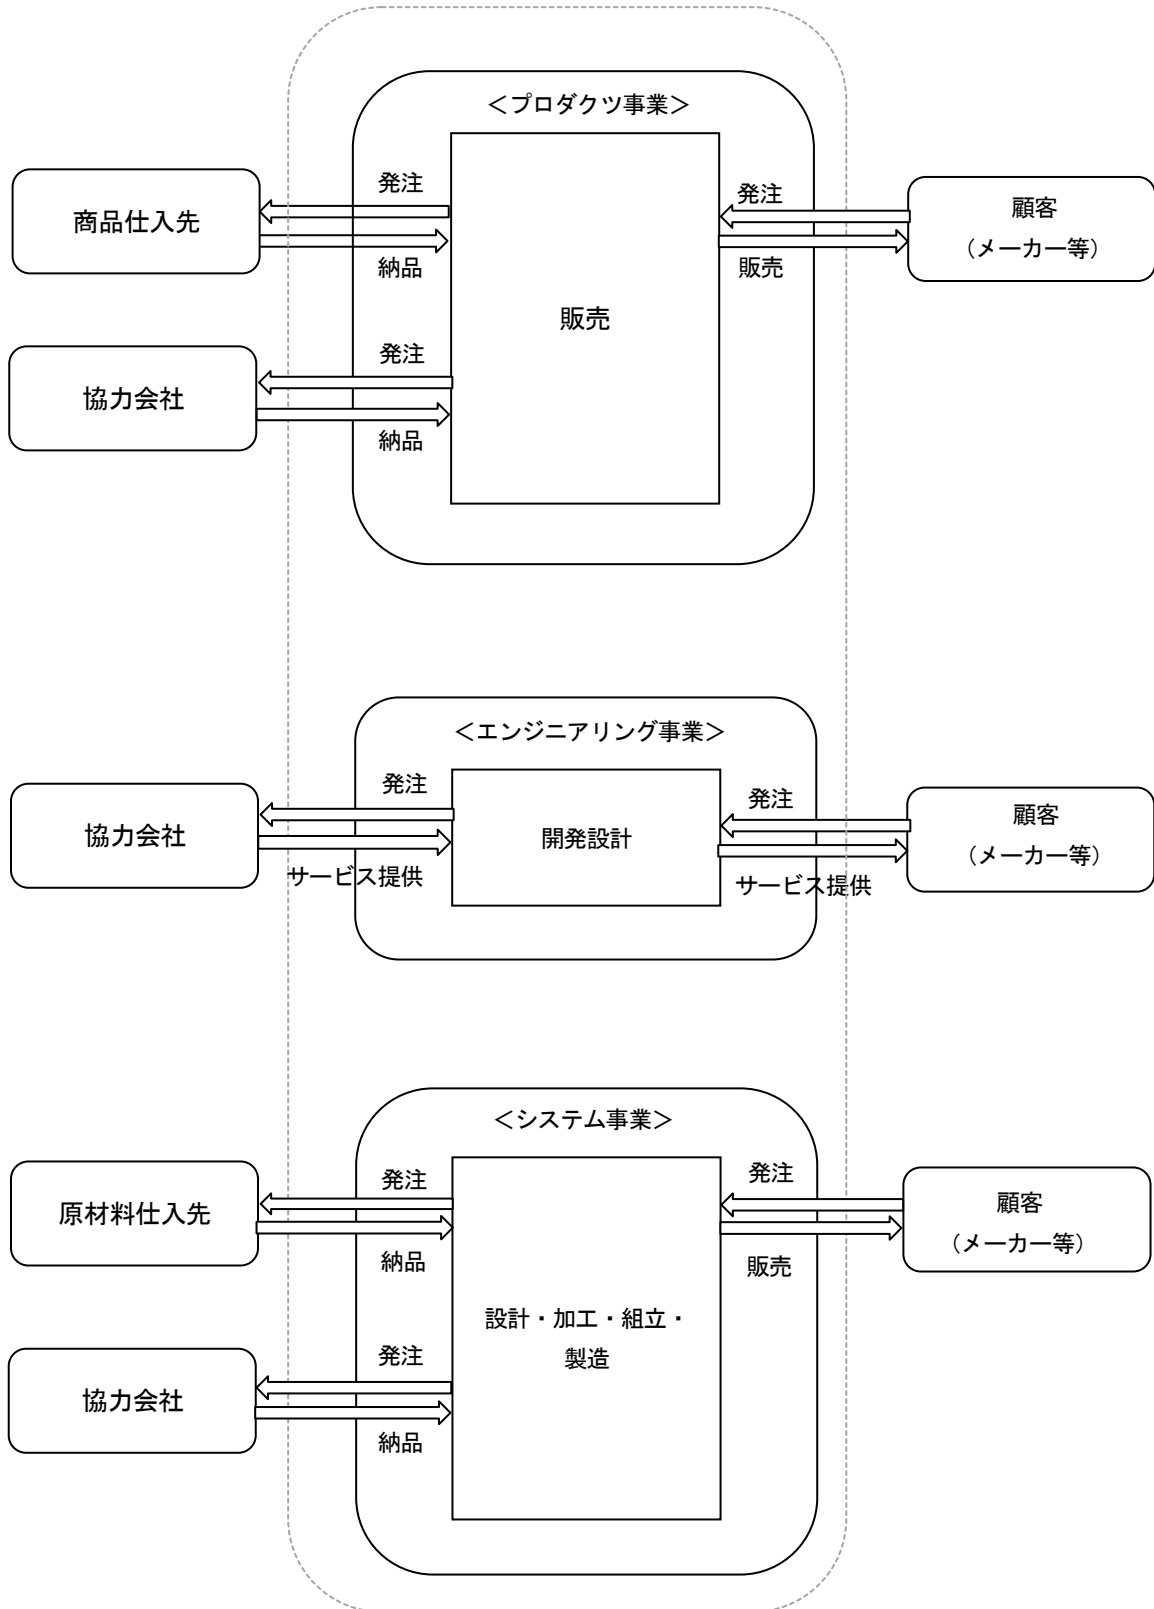 ＜プロダクツ事業＞
商品仕入先
発注
納品
協力会社
発注
納品
販売
発注
販売
顧客
（メーカー等）
＜エンジニアリング事業＞
協力会社
発注
サービス提供
開発設計
発注
サービス提供
顧客
（メーカー等）
＜システム事業＞
原材料仕入先
発注
納品
協力会社
発注
納品
設計・加工・組立・
製造
発注
販売
顧客
（メーカー等）